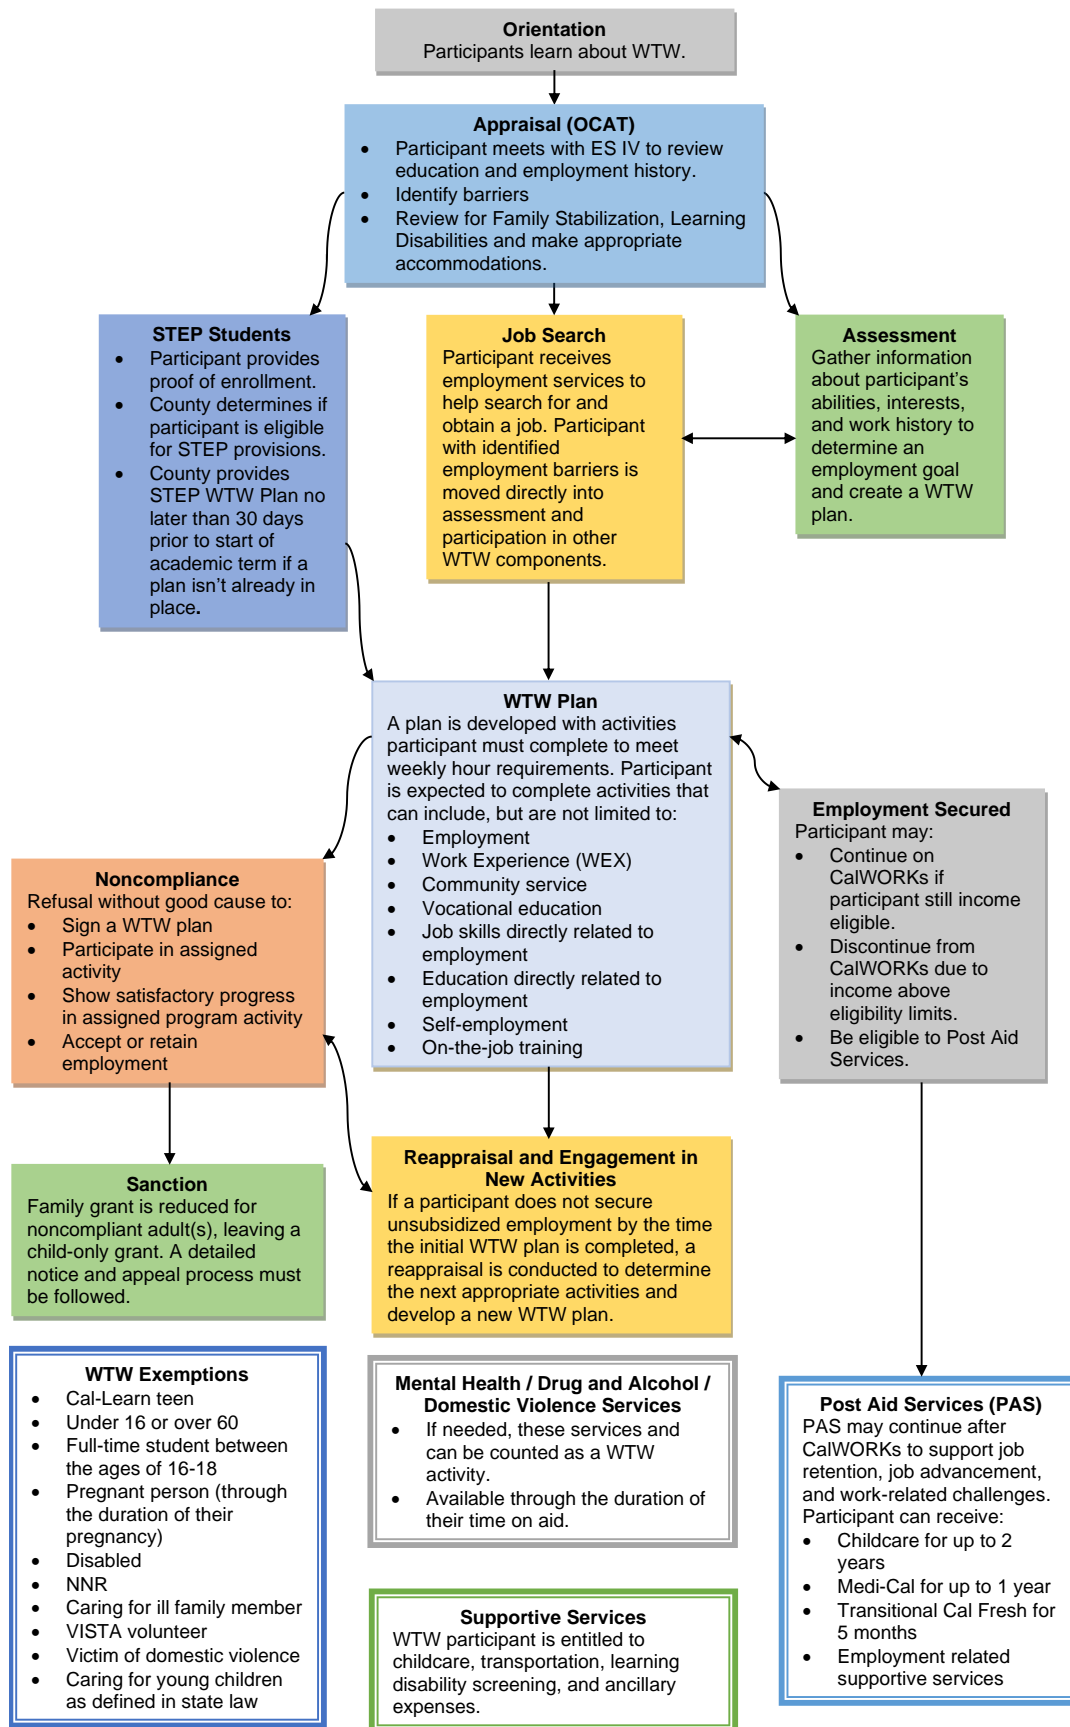 Orientation
Participants learn about WTW.
Appraisal (OCAT)
• Participant meets with ES IV to review
education and employment history.
• Identify barriers
• Review for Family Stabilization, Learning
Disabilities and make appropriate
accommodations.
STEP Students
• Participant provides
proof of enrollment.
• County determines if
participant is eligible
for STEP provisions.
• County provides
STEP WTW Plan no
later than 30 days
prior to start of
academic term if a
plan isn’t already in
place.
Job Search
Participant receives
employment services to
help search for and
obtain a job. Participant
with identified
employment barriers is
moved directly into
assessment and
participation in other
WTW components.
Assessment
Gather information
about participant’s
abilities, interests,
and work history to
determine an
employment goal
and create a WTW
plan.
WTW Plan
A plan is developed with activities
participant must complete to meet
weekly hour requirements. Participant
is expected to complete activities that
can include, but are not limited to:
• Employment
• Work Experience (WEX)
• Community service
• Vocational education
• Job skills directly related to
employment
• Education directly related to
employment
• Self-employment
• On-the-job training
Employment Secured
Participant may:
• Continue on
CalWORKs if
participant still income
eligible.
• Discontinue from
CalWORKs due to
income above
eligibility limits.
• Be eligible to Post Aid
Services.
Noncompliance
Refusal without good cause to:
• Sign a WTW plan
• Participate in assigned
activity
• Show satisfactory progress
in assigned program activity
• Accept or retain
employment
Sanction
Family grant is reduced for
noncompliant adult(s), leaving a
child-only grant. A detailed
notice and appeal process must
be followed.
Reappraisal and Engagement in
New Activities
If a participant does not secure
unsubsidized employment by the time
the initial WTW plan is completed, a
reappraisal is conducted to determine
the next appropriate activities and
develop a new WTW plan.
WTW Exemptions
• Cal-Learn teen
• Under 16 or over 60
• Full-time student between
the ages of 16-18
• Pregnant person (through
the duration of their
pregnancy)
• Disabled
• NNR
• Caring for ill family member
• VISTA volunteer
• Victim of domestic violence
• Caring for young children
as defined in state law
Mental Health / Drug and Alcohol /
Domestic Violence Services
• If needed, these services and
can be counted as a WTW
activity.
• Available through the duration of
their time on aid.
Supportive Services
WTW participant is entitled to
childcare, transportation, learning
disability screening, and ancillary
expenses.
Post Aid Services (PAS)
PAS may continue after
CalWORKs to support job
retention, job advancement,
and work-related challenges.
Participant can receive:
• Childcare for up to 2
years
• Medi-Cal for up to 1 year
• Transitional Cal Fresh for
5 months
• Employment related
supportive services